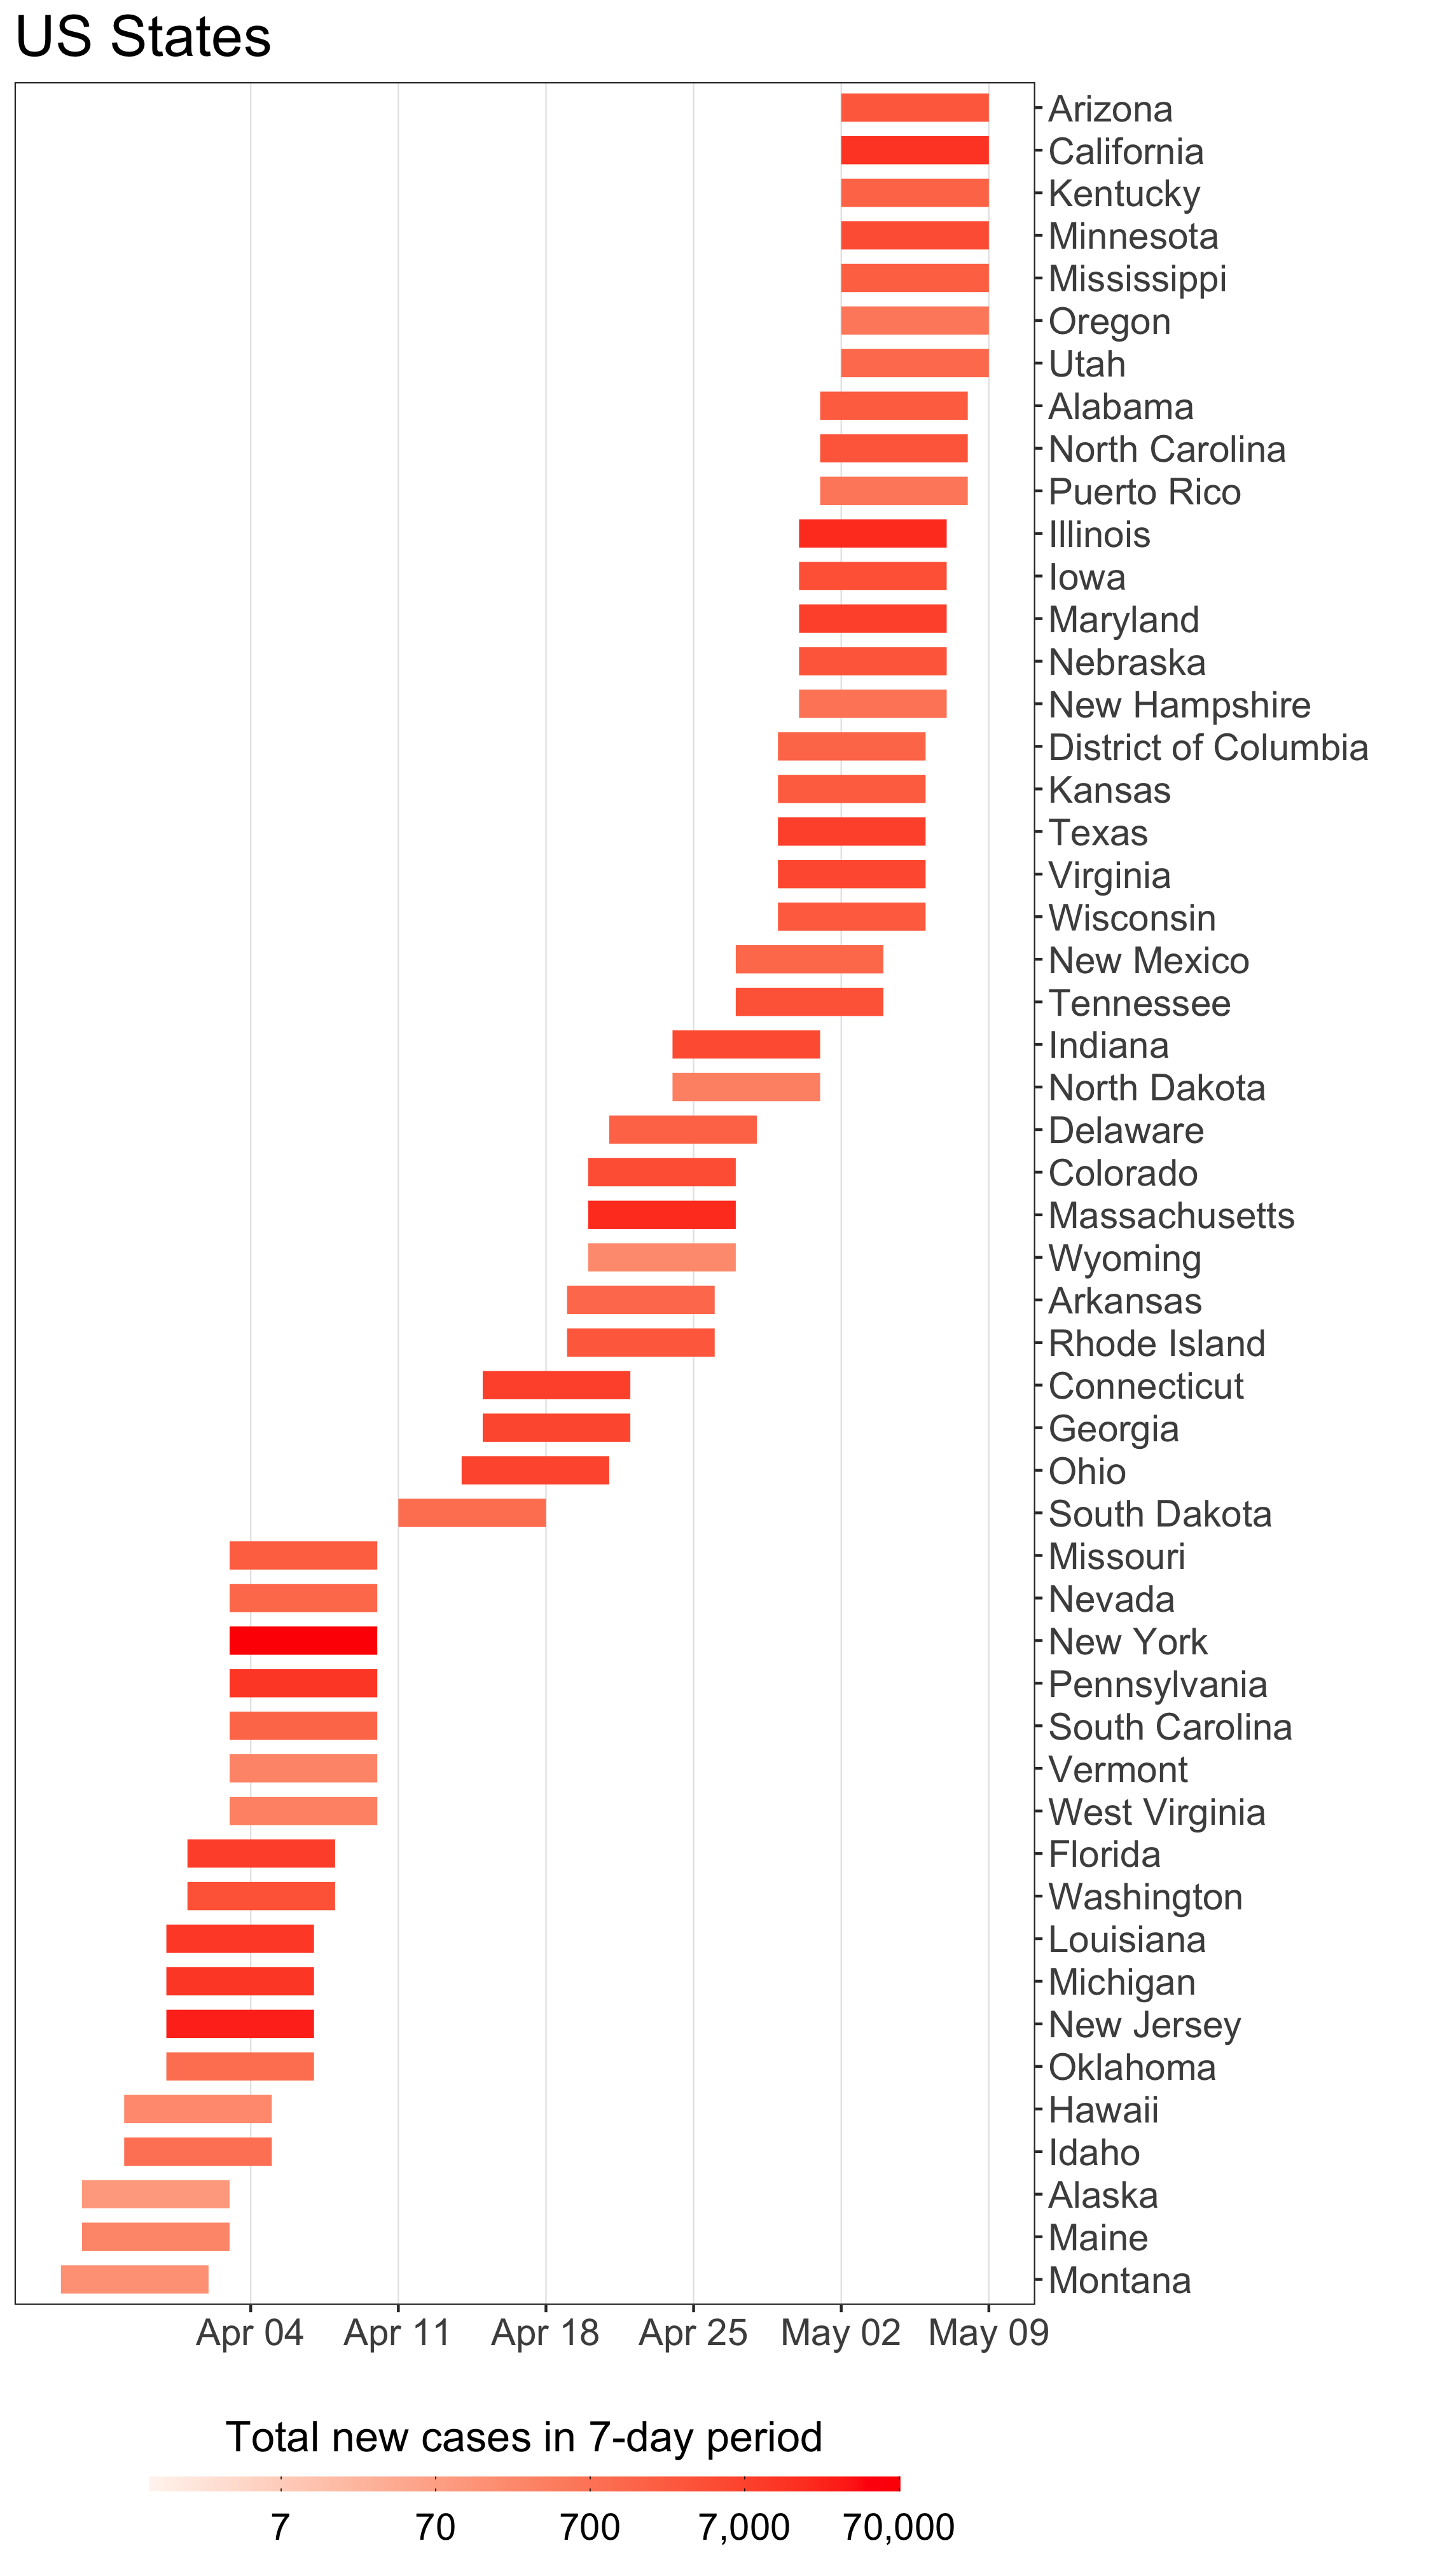 US States
Arizona
California
Kentucky
Minnesota
Mississippi
Oregon
Utah
Alabama
North Carolina
Puerto Rico
Illinois
Iowa
Maryland
Nebraska
New Hampshire
District of Columbia
Kansas
Texas
Virginia
Wisconsin
New Mexico
Tennessee
Indiana
North Dakota
Delaware
Colorado
Massachusetts
Wyoming
Arkansas
Rhode Island
Connecticut
Georgia
Ohio
South Dakota
Missouri
Nevada
New York
Pennsylvania
South Carolina
Vermont
West Virginia
Florida
Washington
Louisiana
Michigan
New Jersey
Oklahoma
Hawaii
Idaho
Alaska
Maine
Montana
Apr 04 Apr 11 Apr 18 Apr 25 May 02 May 09
Total new cases in 7-day period
7 70 700 7,000 70,000